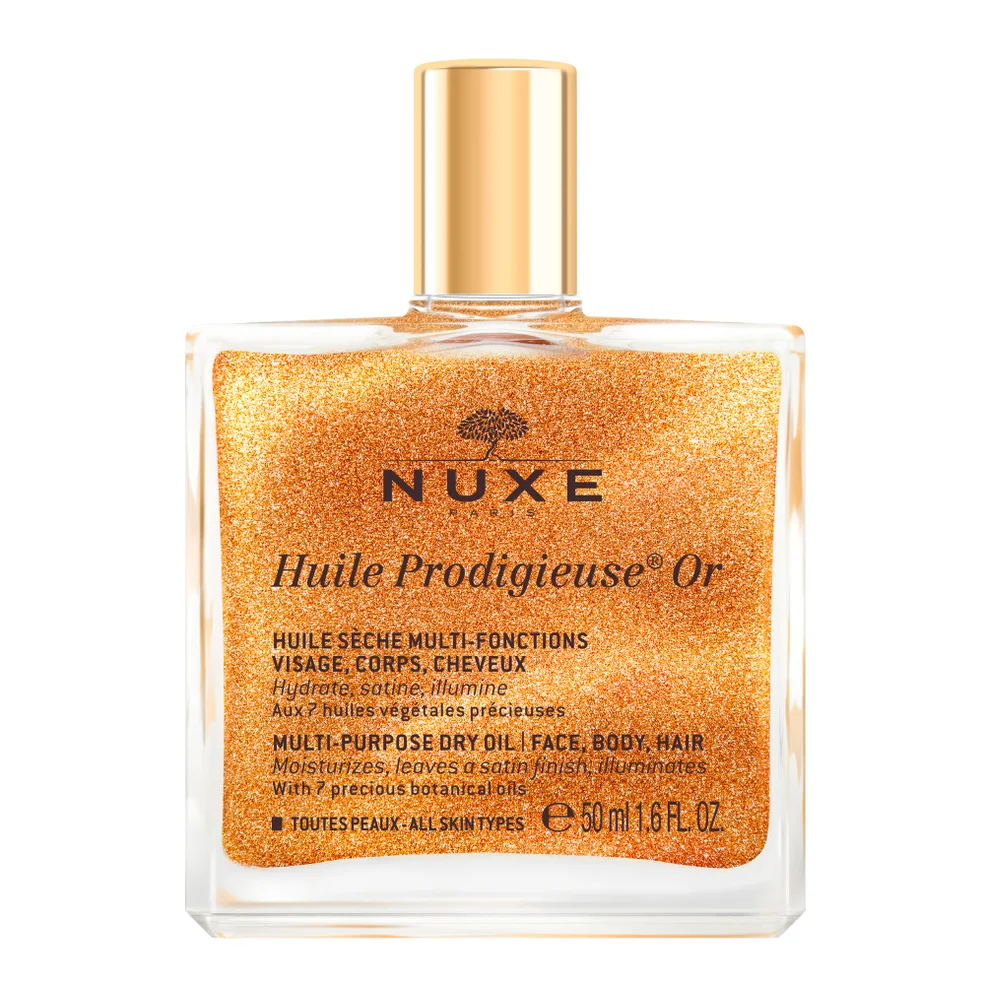 NUXE
PARIS
Huile Prodigieuse® Or
HUILE SÈCHE MULTI-FONCTIONS
VISAGE, CORPS, CHEVEUX
Hydrate, satine, illumine
Aux 7 huiles végétales précieuses
MULTI-PURPOSE DRY OIL | FACE, BODY, HAIR
Moisturizes, leaves a satin finish, illuminates
With 7 precious botanical oils
■ TOUTES PEAUX - ALL SKIN TYPES ℮ 50 ml 1.6 FL. OZ.